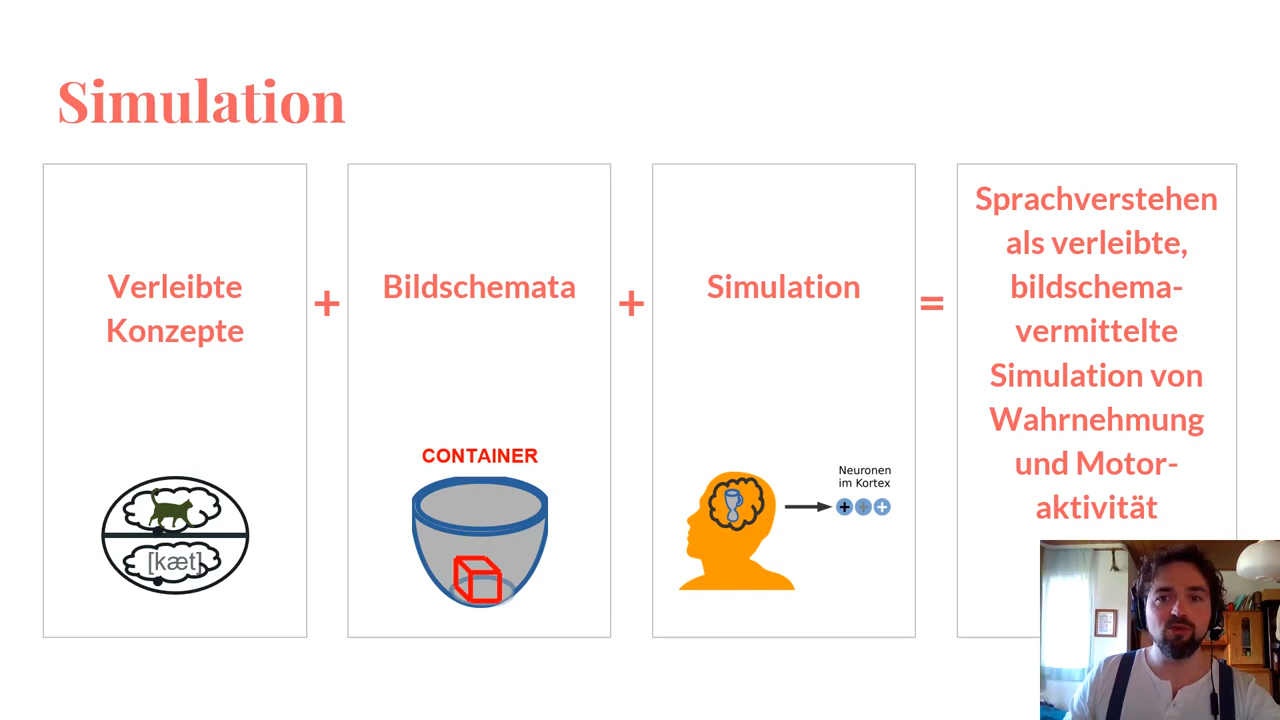 Simulation
Verleibte
Konzepte
[kæt]
+
Bildschemata
CONTAINER
+
Simulation
Neuronen
im Kortex
+ + +
=
Sprachverstehen
als verleibte,
bildschema-
vermittelte
Simulation von
Wahrnehmung
und Motor-
aktivität